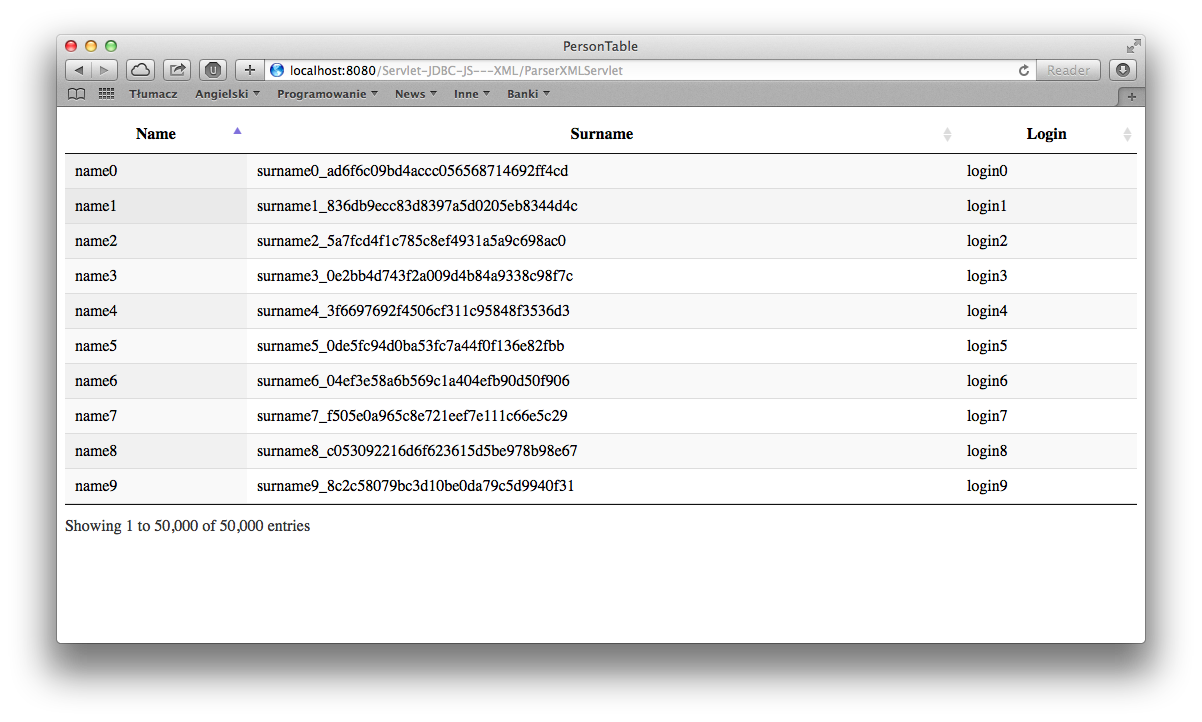 PersonTable
localhost:8080/Servlet-JDBC-JS---XML/ParserXMLServlet Reader
Tłumacz Angielski Programowanie News Inne Banki
Name Surname Login
name0 surname0_ad6f6c09bd4accc056568714692ff4cd login0
name1 surname1_836db9ecc83d8397a5d0205eb8344d4c login1
name2 surname2_5a7fcd4f1c785c8ef4931a5a9c698ac0 login2
name3 surname3_0e2bb4d743f2a009d4b84a9338c98f7c login3
name4 surname4_3f6697692f4506cf311c95848f3536d3 login4
name5 surname5_0de5fc94d0ba53fc7a44f0f136e82fbb login5
name6 surname6_04ef3e58a6b569c1a404efb90d50f906 login6
name7 surname7_f505e0a965c8e721eef7e111c66e5c29 login7
name8 surname8_c053092216d6f623615d5be978b98e67 login8
name9 surname9_8c2c58079bc3d10be0da79c5d9940f31 login9
Showing 1 to 50,000 of 50,000 entries